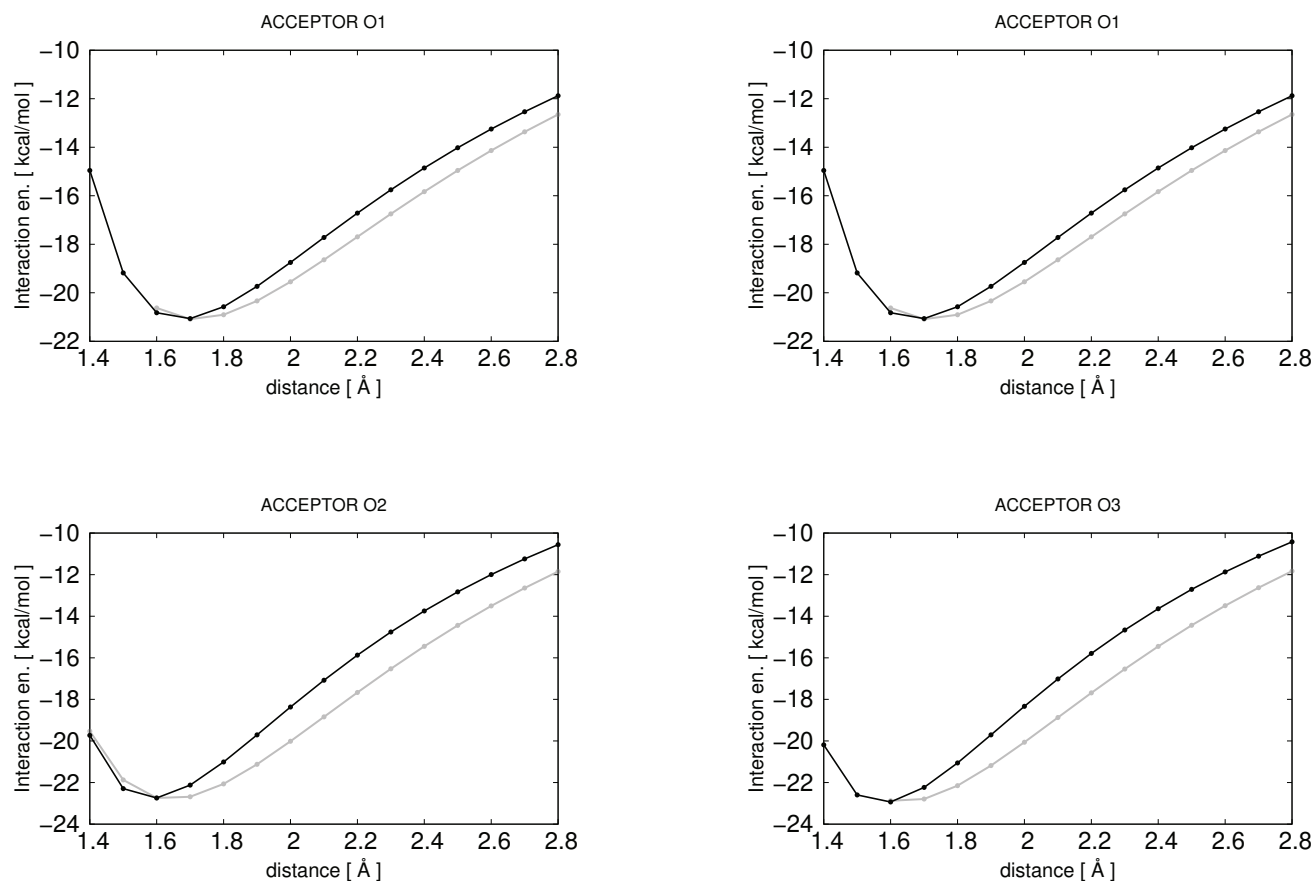 ACCEPTOR O1
−10
−12
−14
−16
−18
−20
−22
1.4 1.6 1.8 2 2.2 2.4 2.6 2.8
Interaction en. [ kcal/mol ]
distance [ Å ]
ACCEPTOR O1
−10
−12
−14
−16
−18
−20
−22
1.4 1.6 1.8 2 2.2 2.4 2.6 2.8
Interaction en. [ kcal/mol ]
distance [ Å ]
ACCEPTOR O2
−10
−12
−14
−16
−18
−20
−22
−24
1.4 1.6 1.8 2 2.2 2.4 2.6 2.8
Interaction en. [ kcal/mol ]
distance [ Å ]
ACCEPTOR O3
−10
−12
−14
−16
−18
−20
−22
−24
1.4 1.6 1.8 2 2.2 2.4 2.6 2.8
Interaction en. [ kcal/mol ]
distance [ Å ]